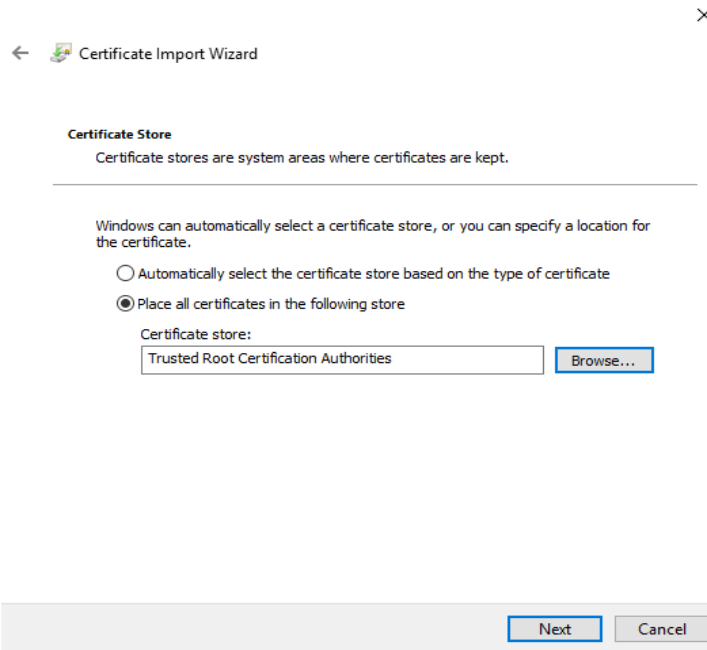 Certificate Import Wizard
Certificate Store
Certificate stores are system areas where certificates are kept.
Windows can automatically select a certificate store, or you can specify a location for
the certificate.
Automatically select the certificate store based on the type of certificate
Place all certificates in the following store
Certificate store:
Trusted Root Certification Authorities
Browse...
Next
Cancel